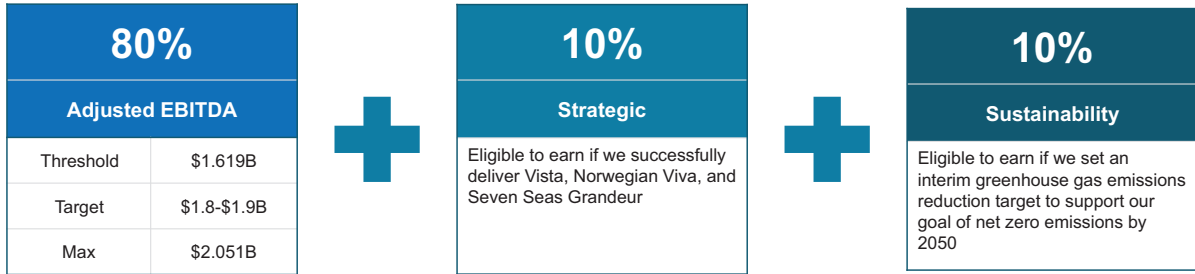 80%
Adjusted EBITDA
Threshold $1.619B
Target $1.8-$1.9B
Max $2.051B
10%
Strategic
Eligible to earn if we successfully
deliver Vista, Norwegian Viva, and
Seven Seas Grandeur
10%
Sustainability
Eligible to earn if we set an
interim greenhouse gas emissions
reduction target to support our
goal of net zero emissions by
2050